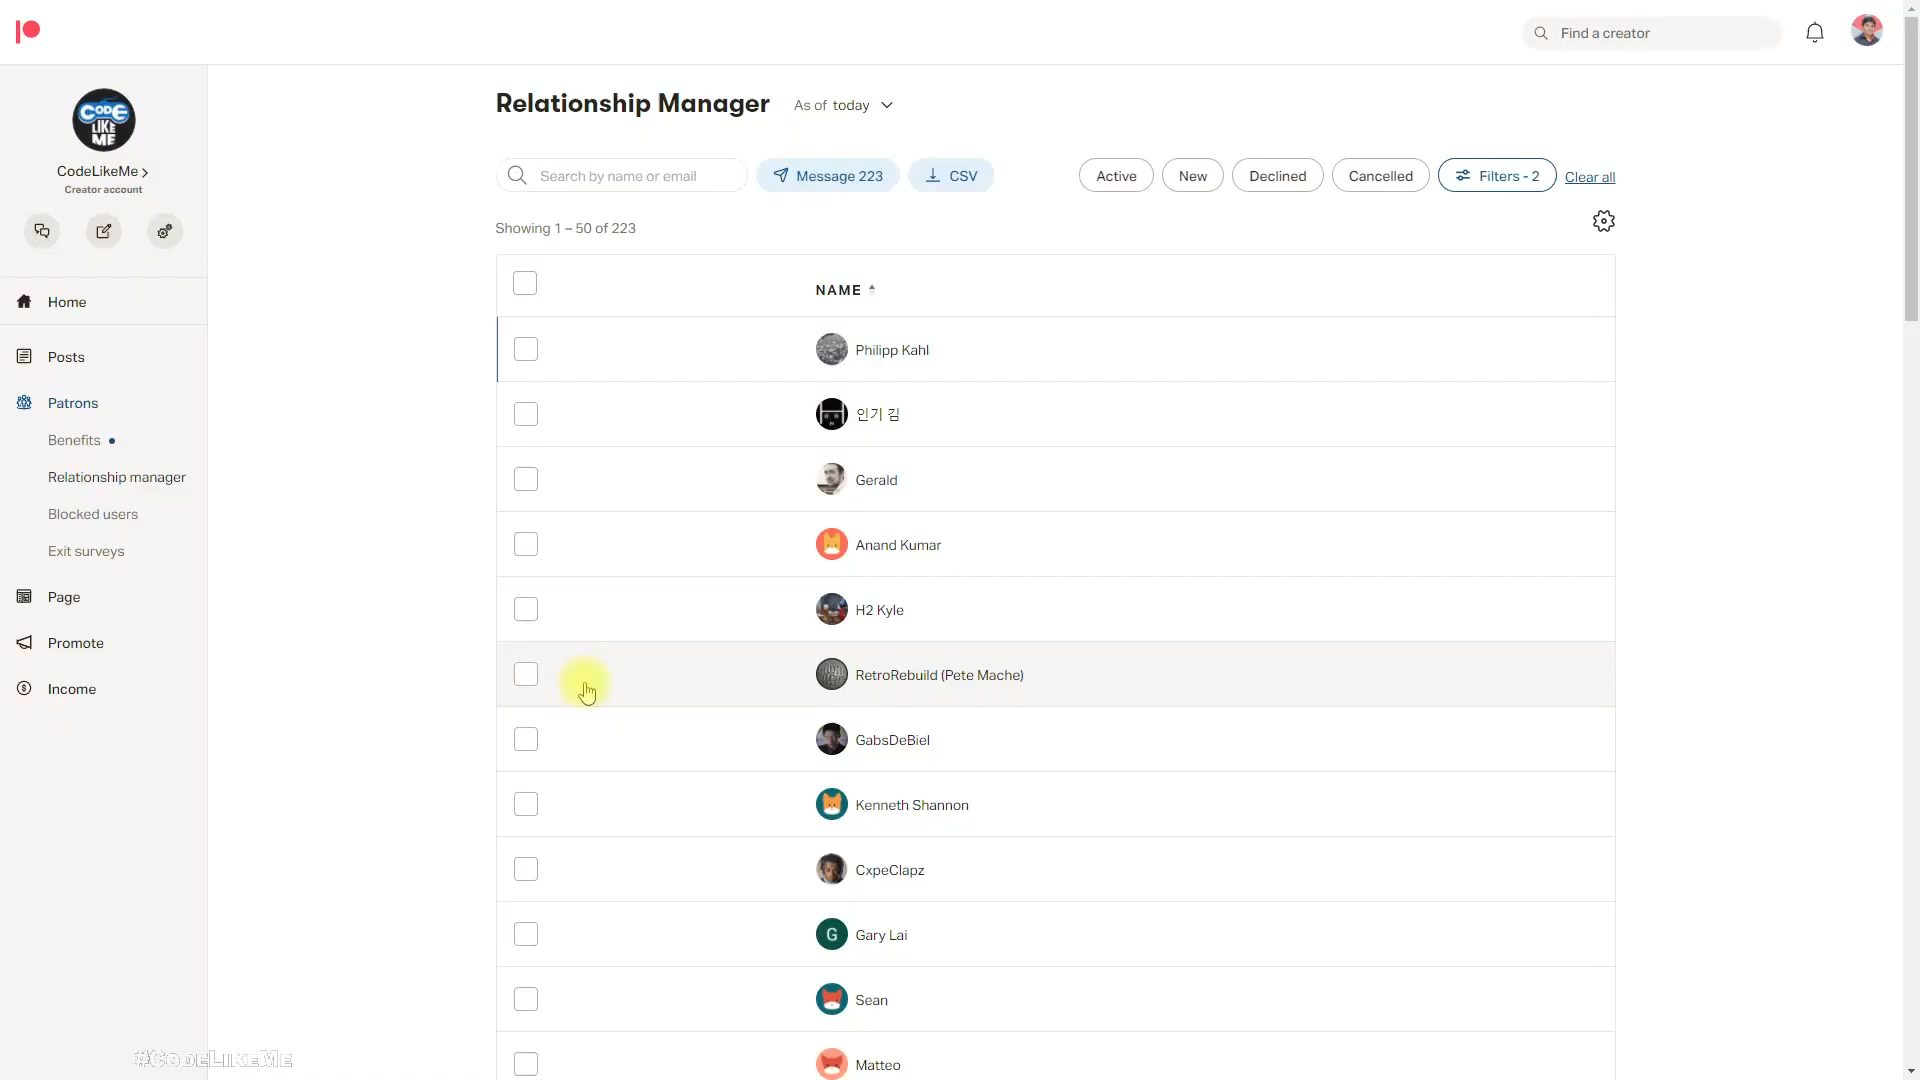 Find a creator
CODE
LIKE
ME
CodeLikeMe
Creator account
Home
Posts
Patrons
Benefits
Relationship manager
Blocked users
Exit surveys
Page
Promote
Income
Relationship Manager
As of today
Search by name or email
Message 223
CSV
Active
New
Declined
Cancelled
Filters - 2
Clear all
Showing 1 – 50 of 223
NAME
Philipp Kahl
인기 김
Gerald
Anand Kumar
H2 Kyle
RetroRebuild (Pete Mache)
GabsDeBiel
Kenneth Shannon
CxpeClapz
G
Gary Lai
Sean
Matteo
#CodeLikeMe